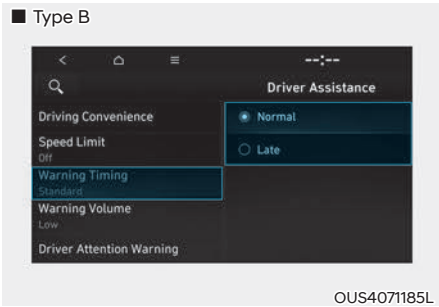 ■ Type B
--:--
Driver Assistance
Driving Convenience
Speed Limit
Off
Warning Timing
Standard
Warning Volume
Low
Driver Attention Warning
Normal
Late
OUS4071185L